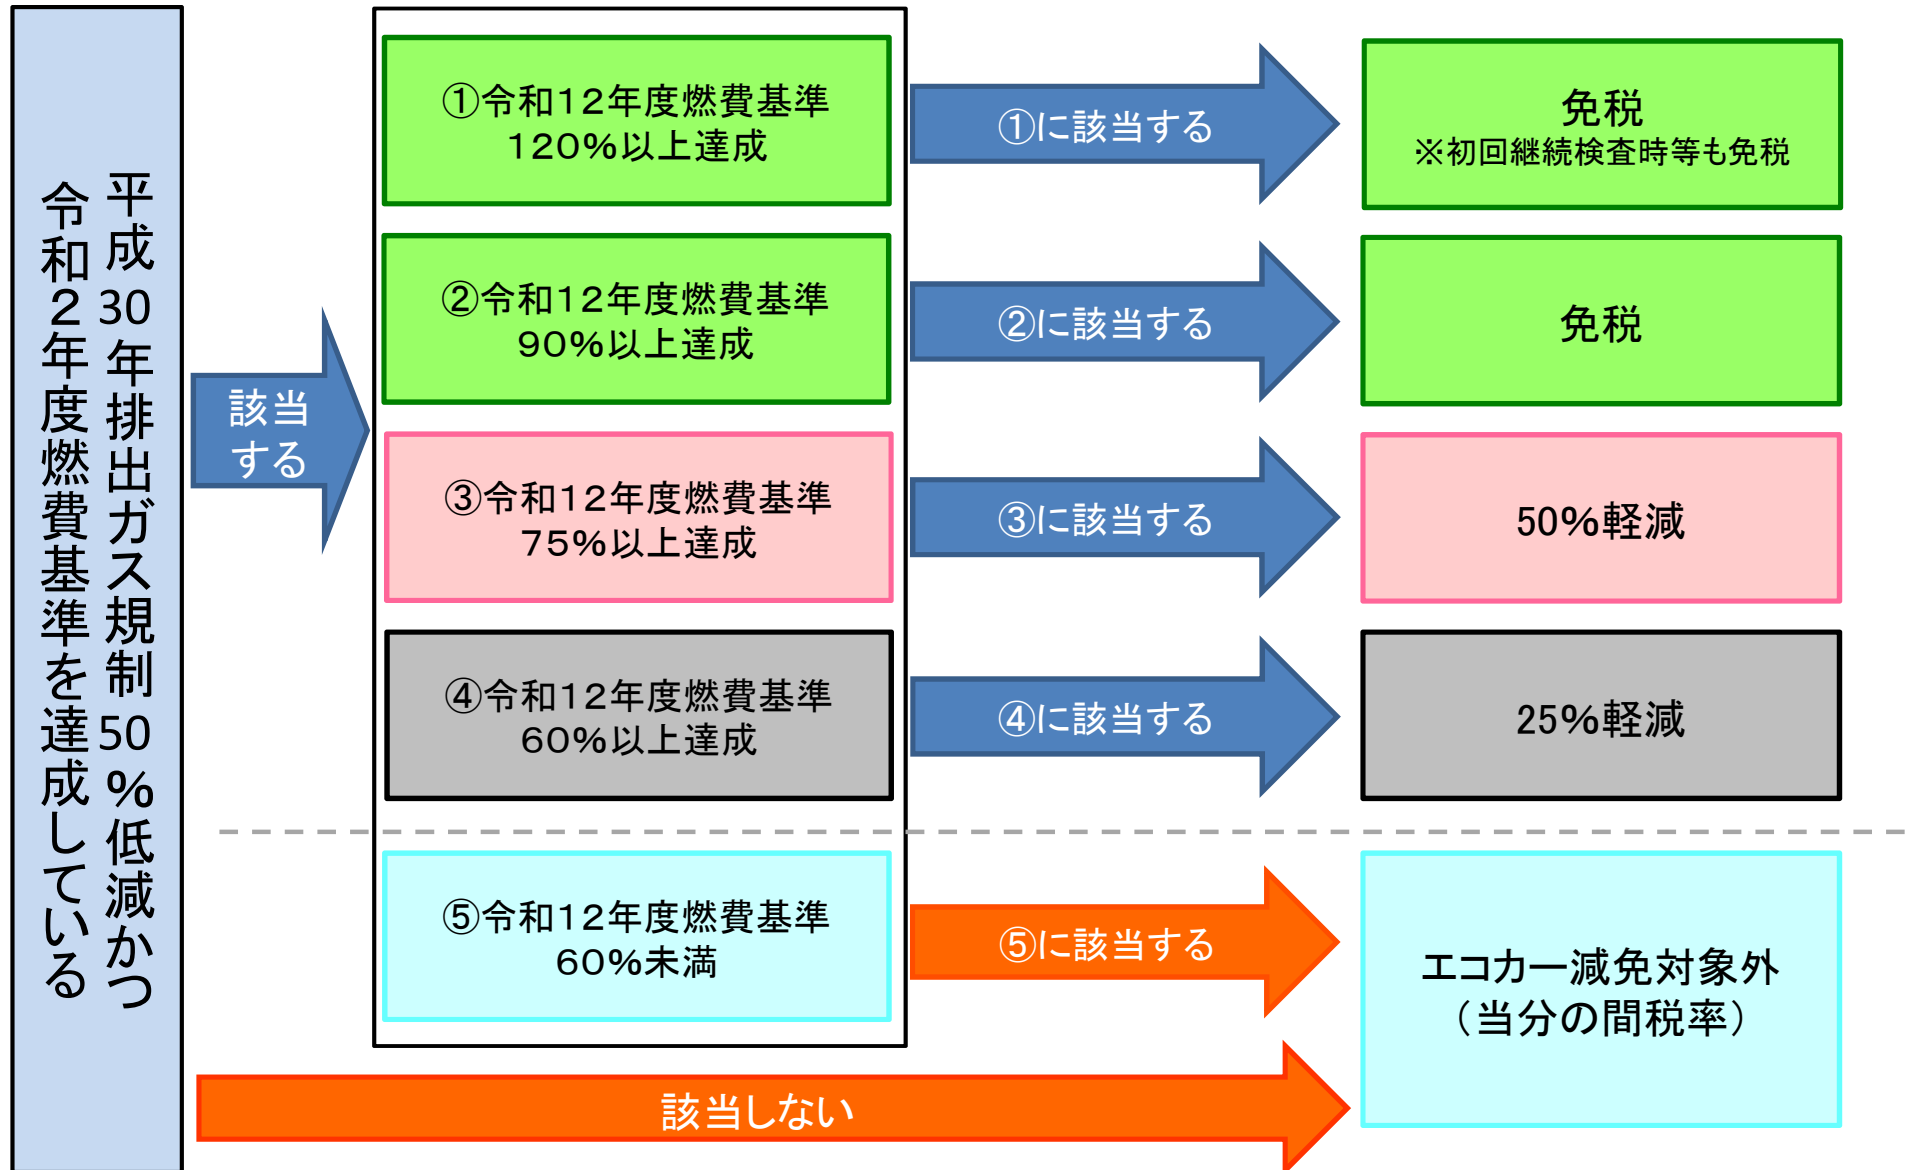 平成30年排出ガス規制50%低減かつ
令和2年度燃費基準を達成している
該当
する
①令和12年度燃費基準
120%以上達成
①に該当する
免税
※初回継続検査時等も免税
②令和12年度燃費基準
90%以上達成
②に該当する
免税
③令和12年度燃費基準
75%以上達成
③に該当する
50%軽減
④令和12年度燃費基準
60%以上達成
④に該当する
25%軽減
⑤令和12年度燃費基準
60%未満
⑤に該当する
エコカー減免対象外
（当分の間税率）
該当しない